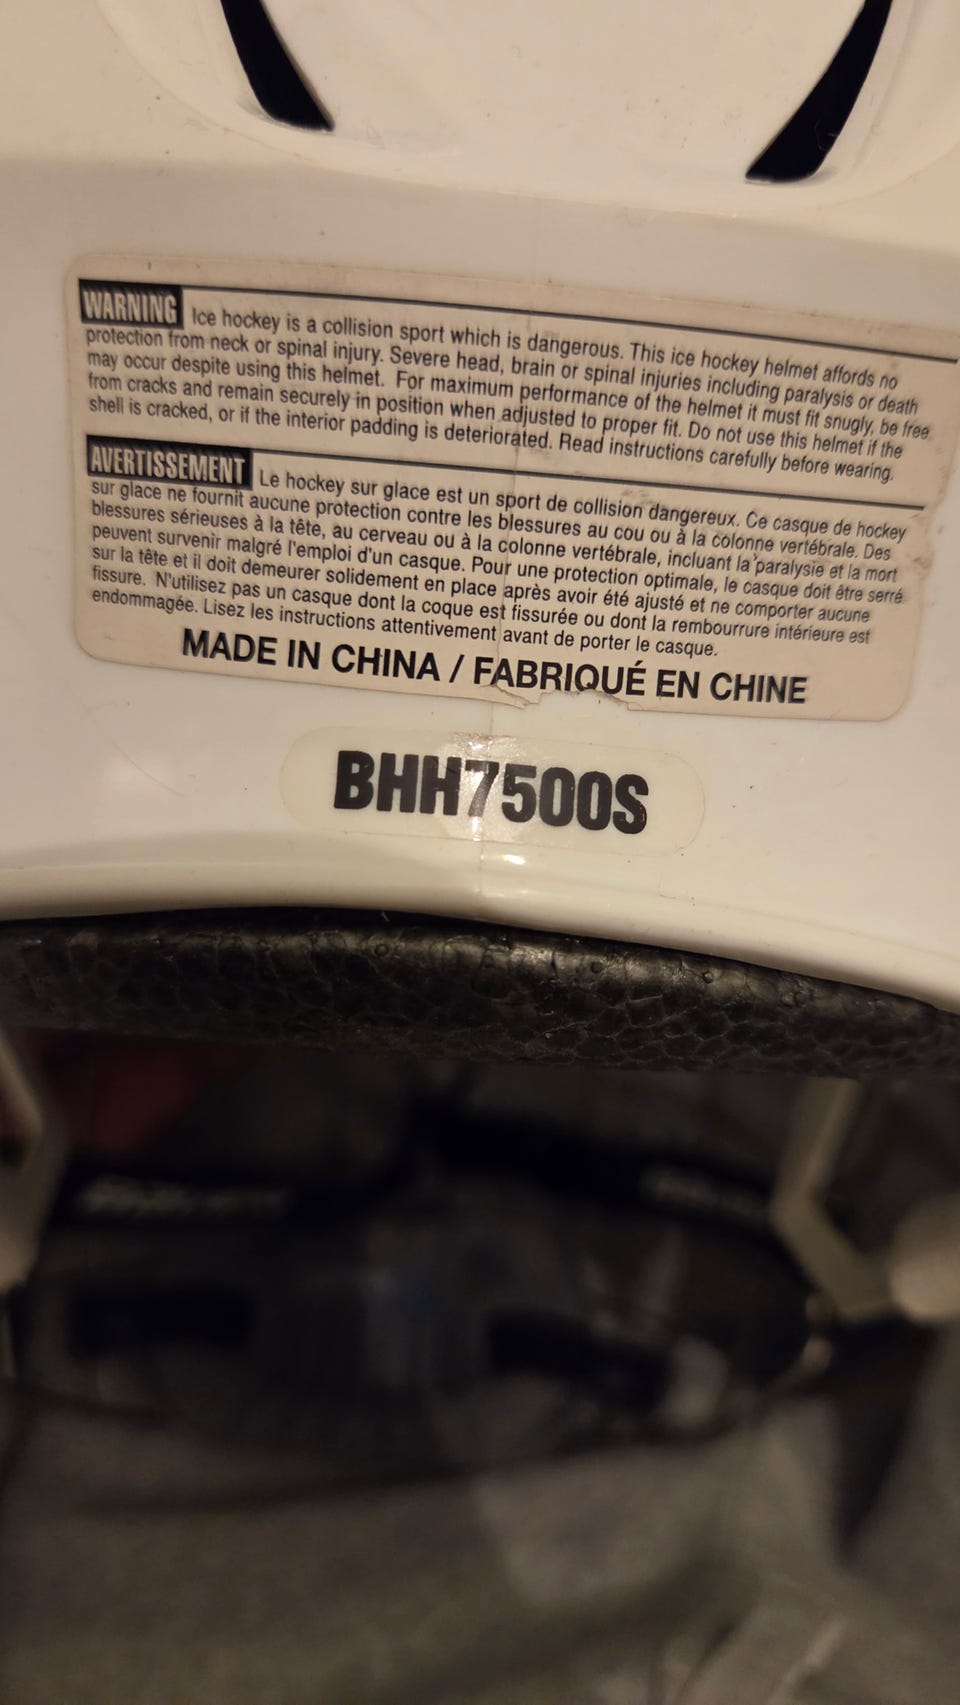 WARNING Ice hockey is a collision sport which is dangerous. This ice hockey helmet affords no
protection from neck or spinal injury. Severe head, brain or spinal injuries including paralysis or death
may occur despite using this helmet. For maximum performance of the helmet it must fit snugly, be free
from cracks and remain securely in position when adjusted to proper fit. Do not use this helmet if the
shell is cracked, or if the interior padding is deteriorated. Read instructions carefully before wearing.
AVERTISSEMENT Le hockey sur glace est un sport de collision dangereux. Ce casque de hockey
sur glace ne fournit aucune protection contre les blessures au cou ou à la colonne vertébrale. Des
blessures sérieuses à la tête, au cerveau ou à la colonne vertébrale, incluant la paralysie et la mort
peuvent survenir malgré l'emploi d'un casque. Pour une protection optimale, le casque doit être serré
sur la tête et il doit demeurer solidement en place après avoir été ajusté et ne comporter aucune
fissure. N'utilisez pas un casque dont la coque est fissurée ou dont la rembourrure intérieure est
endommagée. Lisez les instructions attentivement avant de porter le casque.
MADE IN CHINA / FABRIQUÉ EN CHINE
BHH7500S